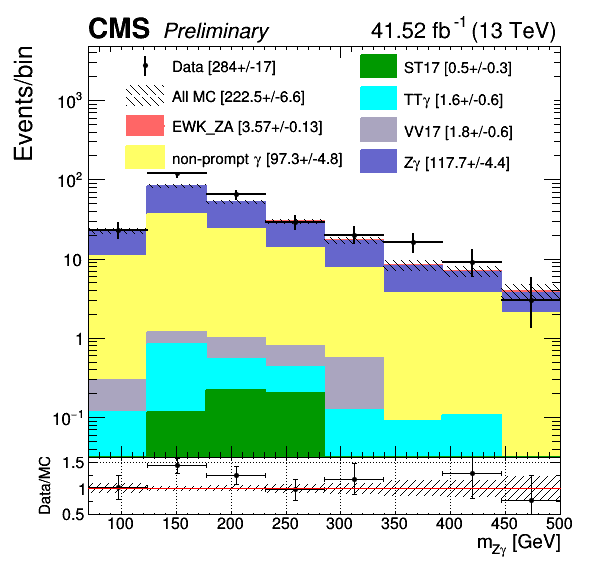 CMS Preliminary 41.52 fb⁻¹ (13 TeV)
Events/bin
Data [284+/-17]
All MC [222.5+/-6.6]
EWK_ZA [3.57+/-0.13]
non-prompt γ [97.3+/-4.8]
ST17 [0.5+/-0.3]
TTγ [1.6+/-0.6]
VV17 [1.8+/-0.6]
Zγ [117.7+/-4.4]
10³
10²
10
1
10⁻¹
Data/MC
1.5
1
0.5
100 150 200 250 300 350 400 450 500
m_Zγ [GeV]